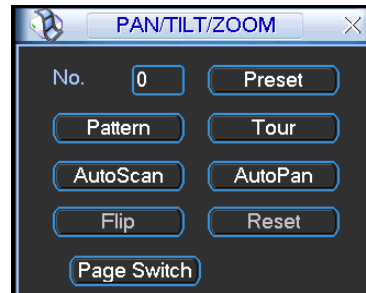 PAN/TILT/ZOOM
No. 0 Preset
Pattern Tour
AutoScan AutoPan
Flip Reset
Page Switch